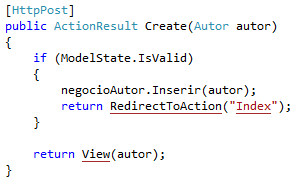 [HttpPost]
public ActionResult Create(Autor autor)
{
    if (ModelState.IsValid)
    {
        negocioAutor.Inserir(autor);
        return RedirectToAction("Index");
    }

    return View(autor);
}